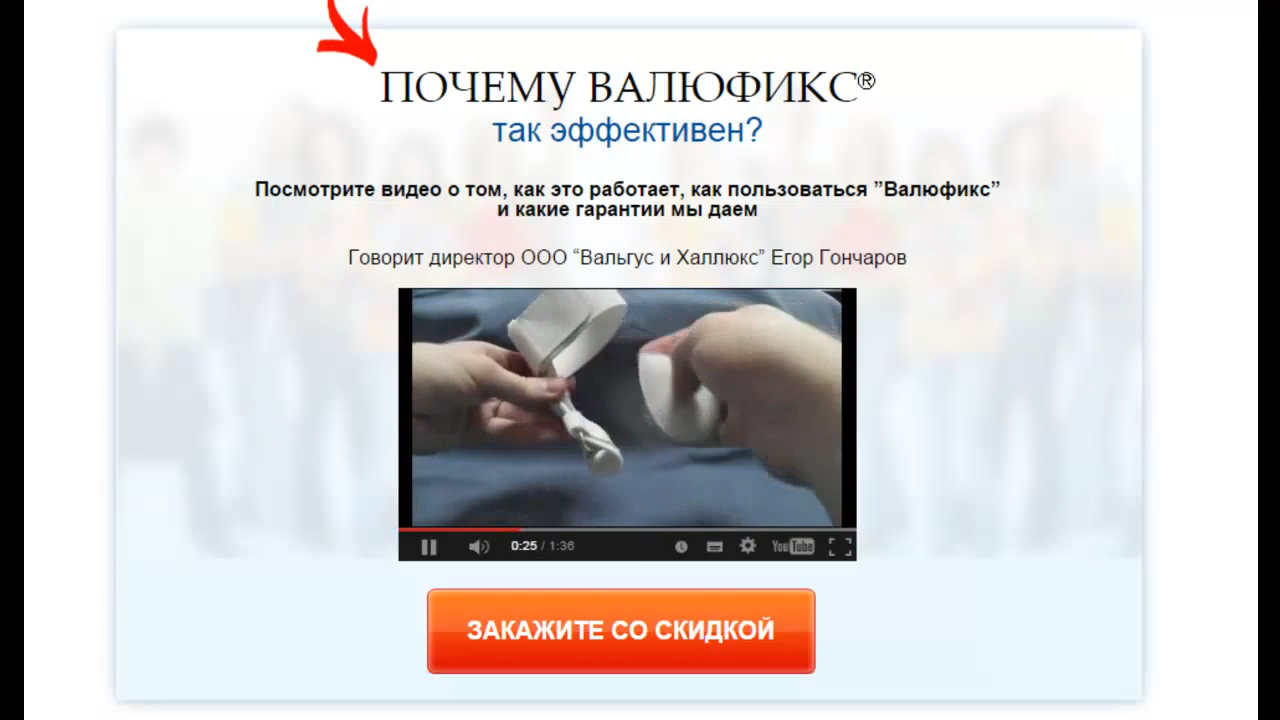 ПОЧЕМУ ВАЛЮФИКС®
так эффективен?
Посмотрите видео о том, как это работает, как пользоваться ”Валюфикс”
и какие гарантии мы даем
Говорит директор ООО “Вальгус и Халлюкс” Егор Гончаров
0:25 / 1:36
YouTube
ЗАКАЖИТЕ СО СКИДКОЙ